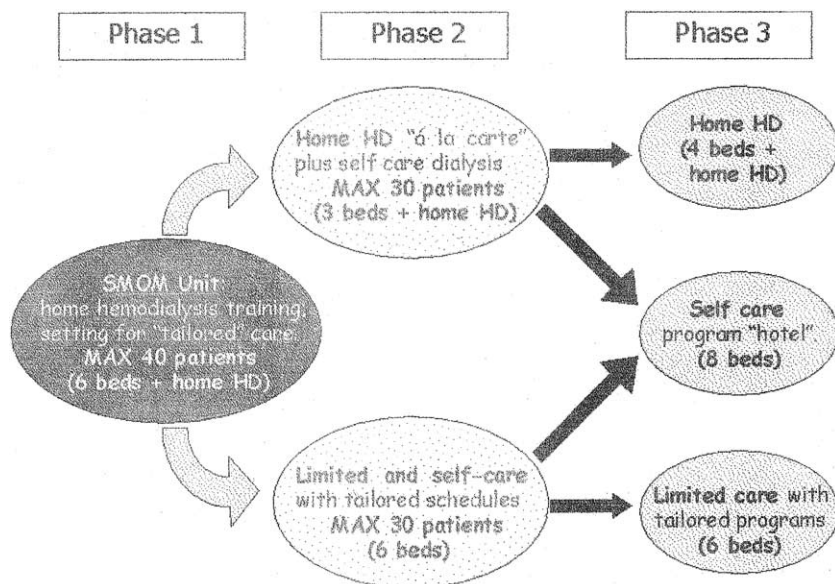 Phase 1
Phase 2
Phase 3
SMOM Unit:
home hemodialysis training;
setting for "tailored" care
MAX 40 patients
(6 beds + home HD)
Home HD "á la carte"
plus self care dialysis
MAX 30 patients
(3 beds + home HD)
Limited and self-care
with tailored schedules
MAX 30 patients
(6 beds)
Home HD
(4 beds +
home HD)
Self care
program "hotel".
(8 beds)
Limited care with
tailored programs
(6 beds)